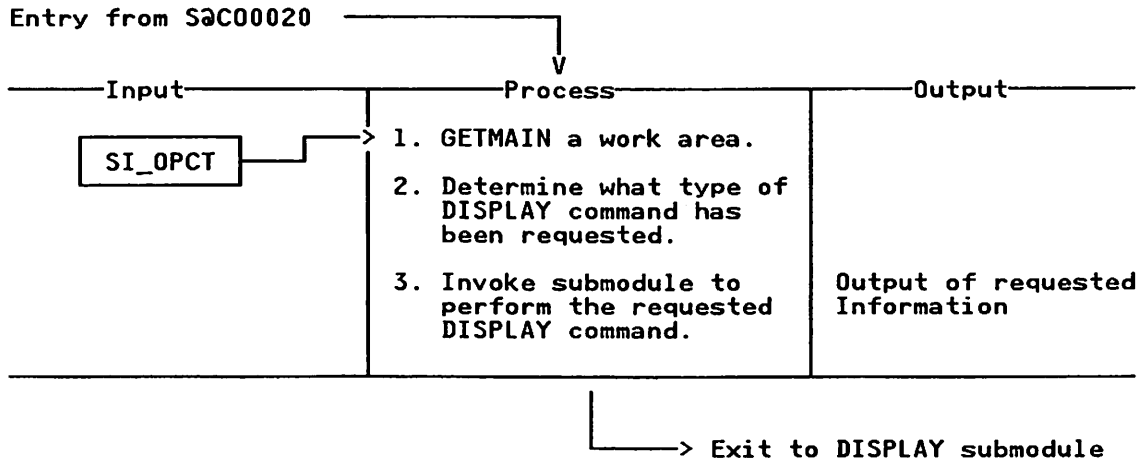 Entry from SəCO0020
Input
Process
Output
SI_OPCT
1. GETMAIN a work area.
2. Determine what type of
DISPLAY command has
been requested.
3. Invoke submodule to
perform the requested
DISPLAY command.
Output of requested
Information
Exit to DISPLAY submodule